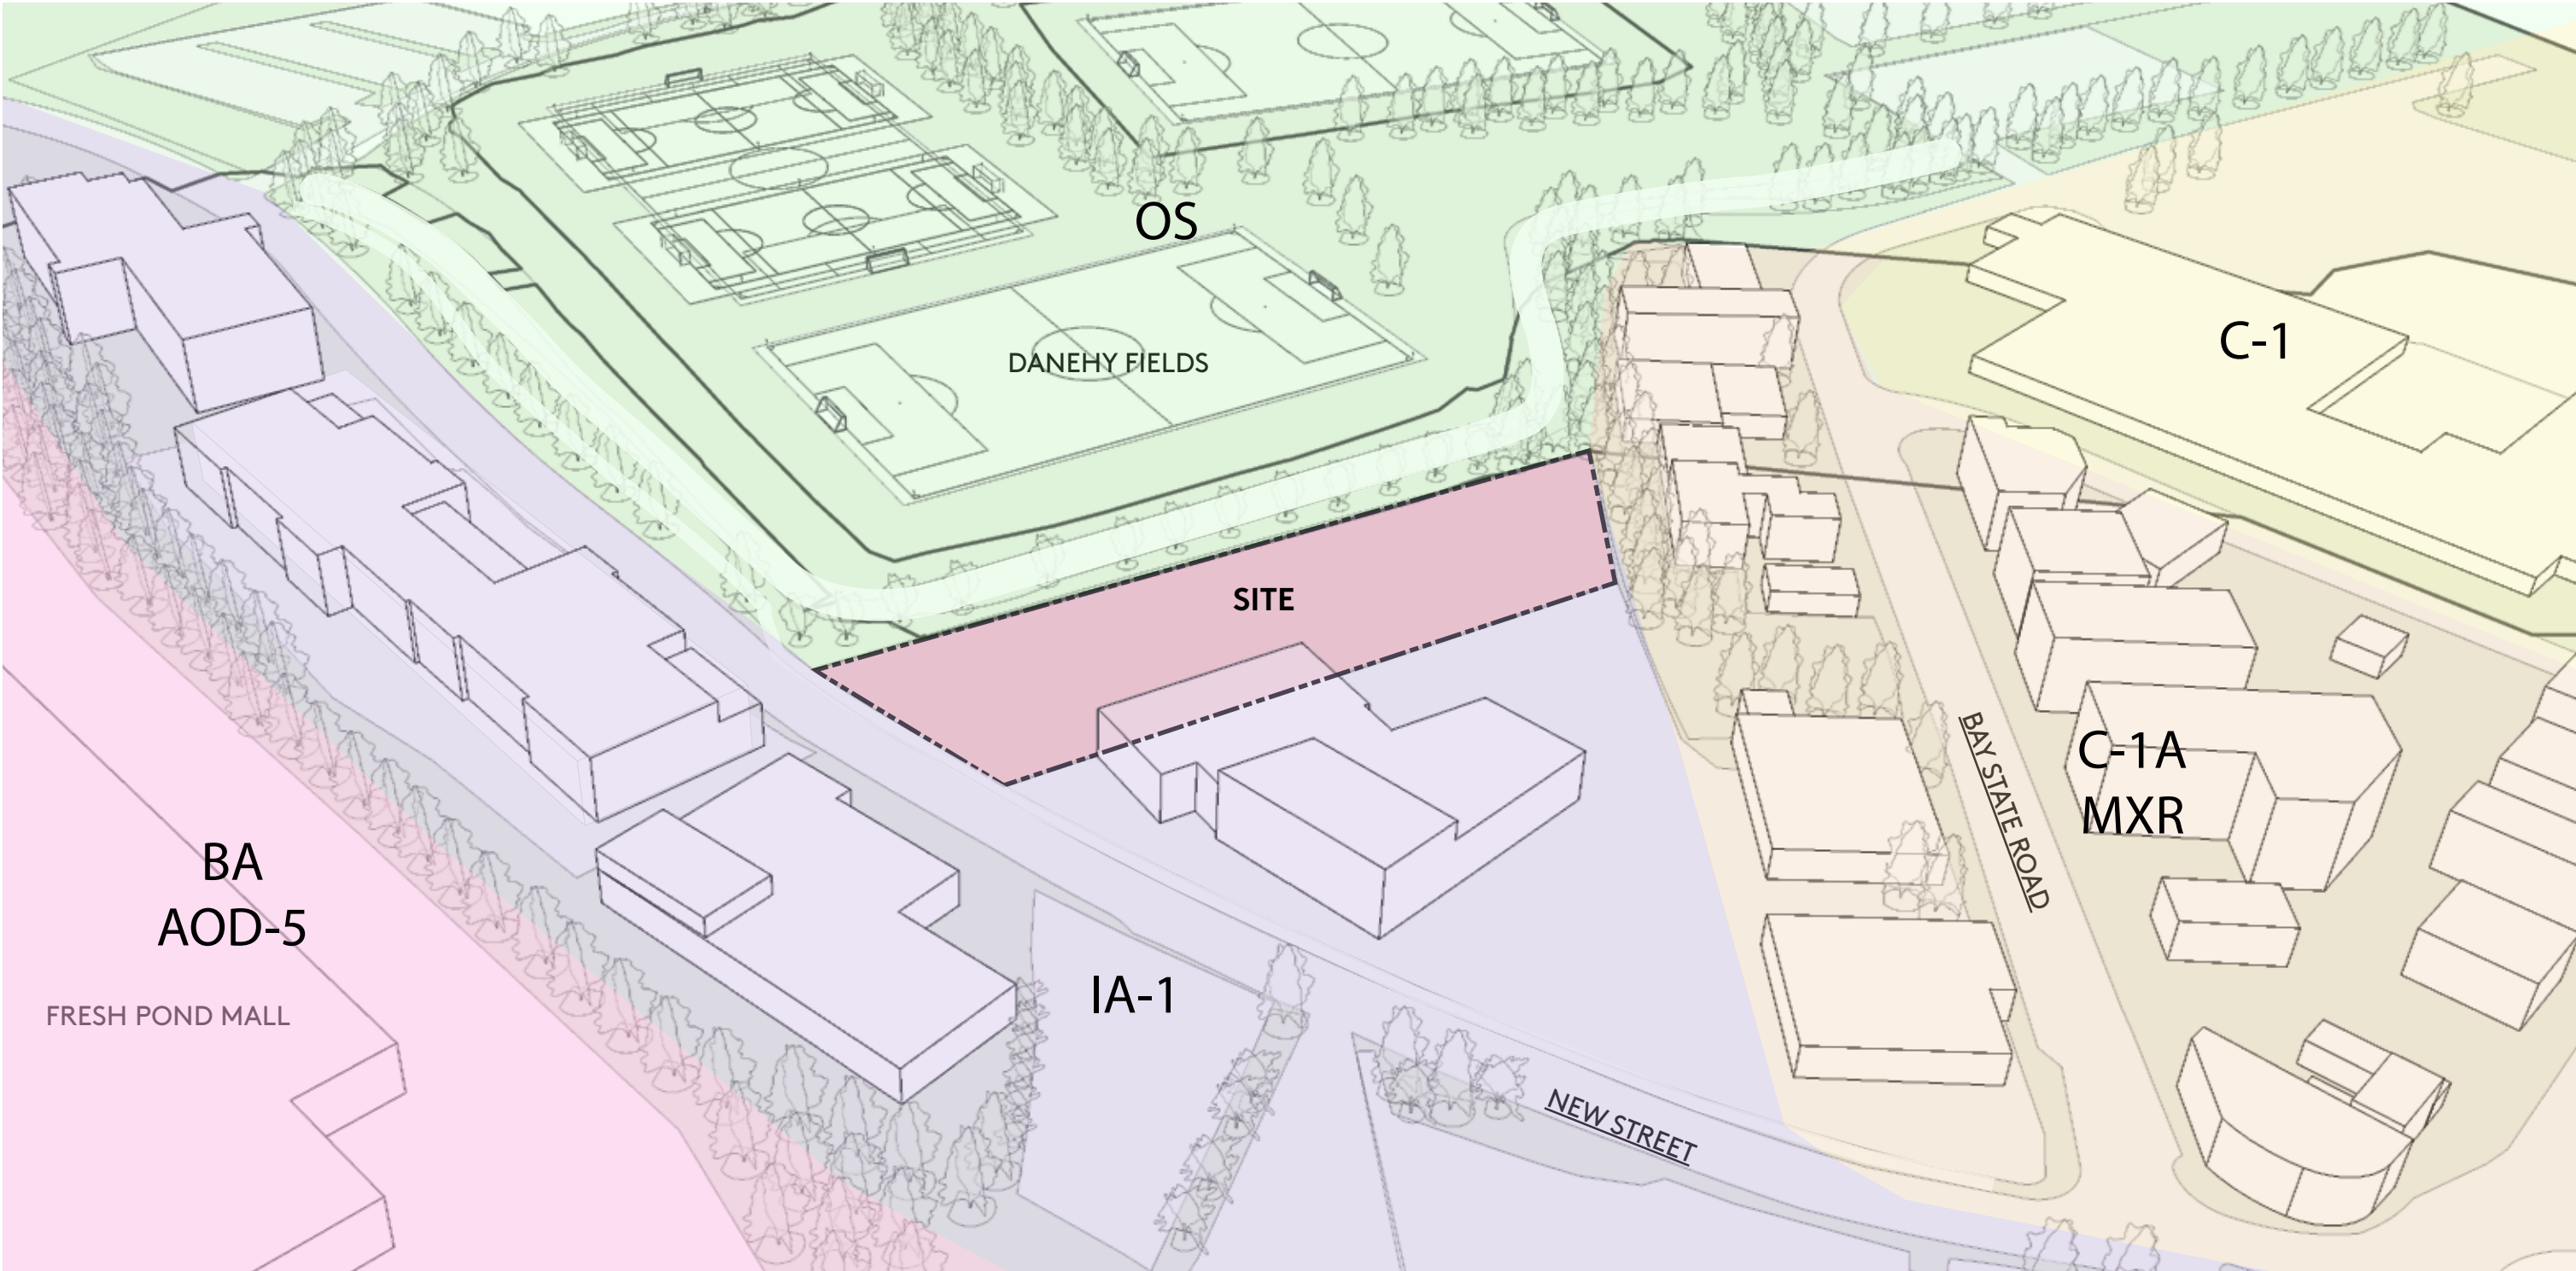 OS
DANEHY FIELDS
C-1
SITE
BAY STATE ROAD
C-1A
MXR
BA
AOD-5
FRESH POND MALL
IA-1
NEW STREET